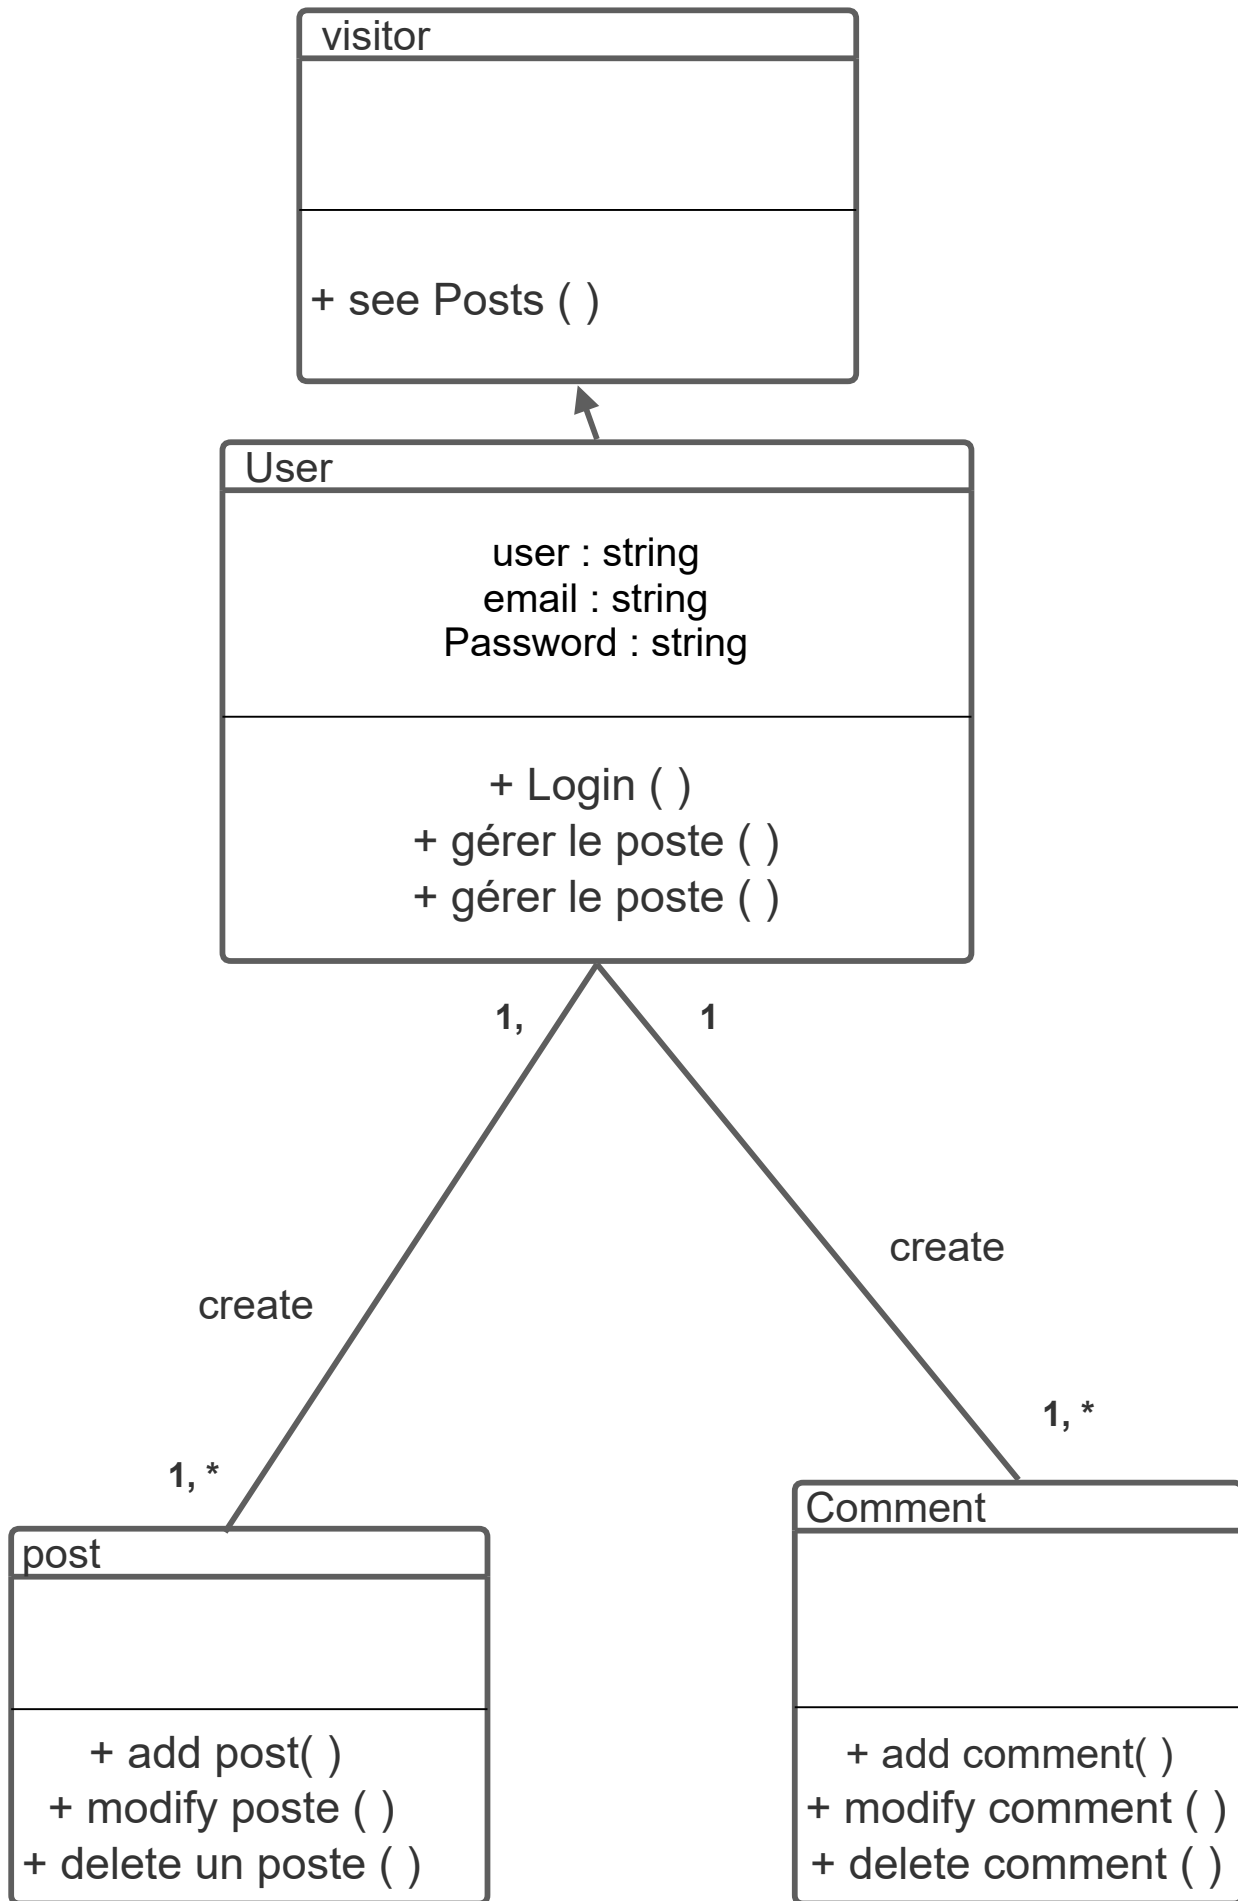 visitor
+ see Posts ( )
User
user : string
email : string
Password : string
+ Login ( )
+ gérer le poste ( )
+ gérer le poste ( )
1,
1
create
create
1, *
1, *
Comment
post
+ add post( )
+ modify poste ( )
+ delete un poste ( )
+ add comment( )
+ modify comment ( )
+ delete comment ( )